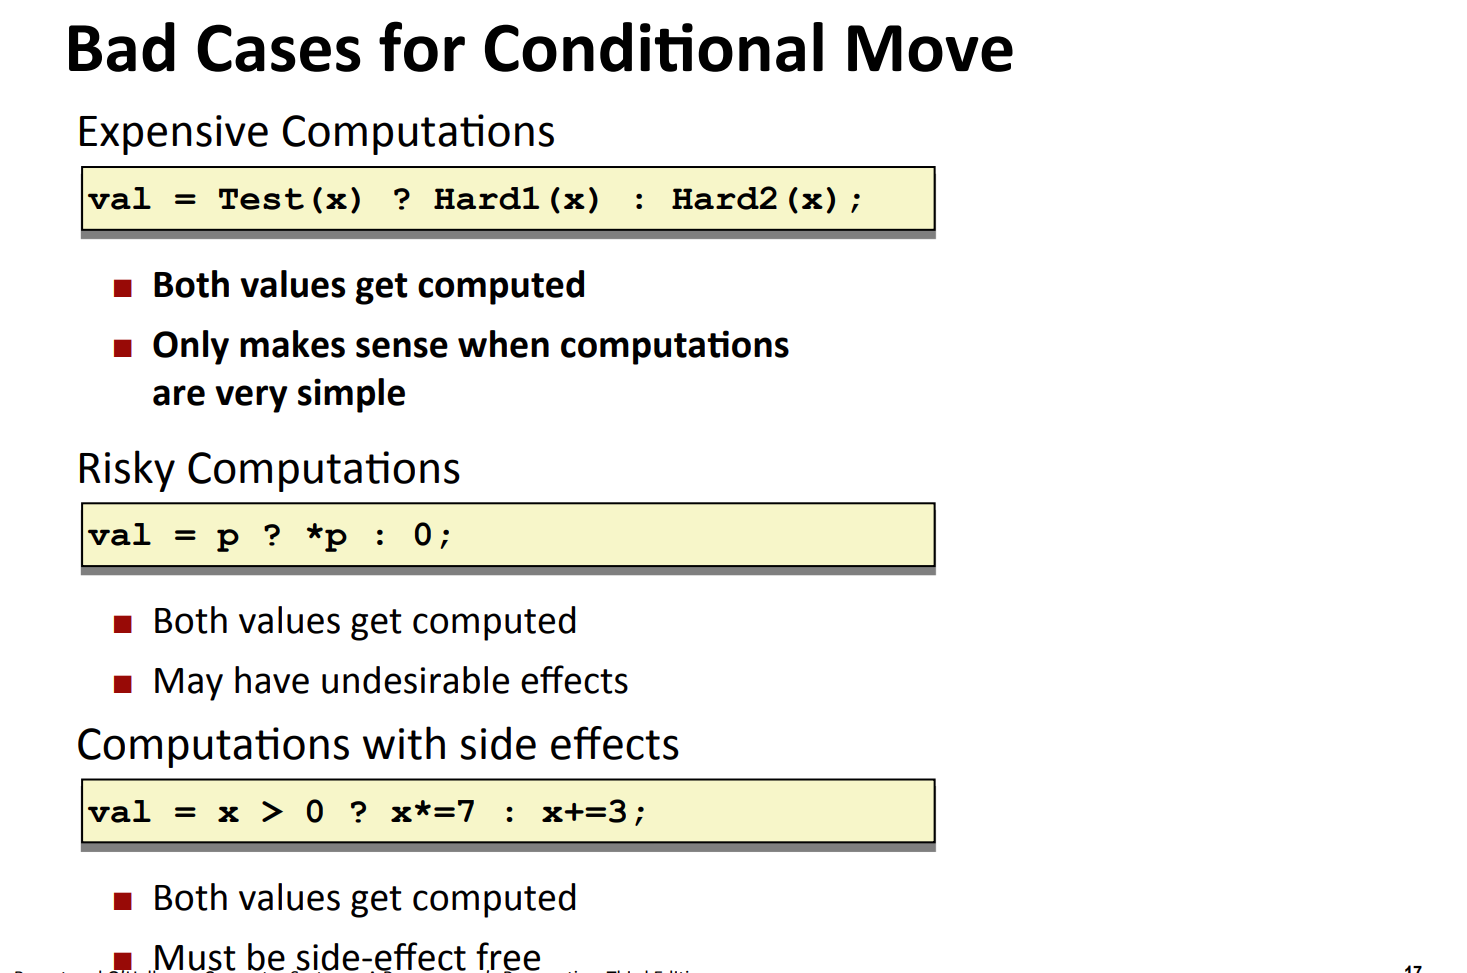 Bad Cases for Conditional Move
Expensive Computations
val = Test(x) ? Hard1(x) : Hard2(x);
■ Both values get computed
■ Only makes sense when computations
are very simple
Risky Computations
val = p ? *p : 0;
■ Both values get computed
■ May have undesirable effects
Computations with side effects
val = x > 0 ? x*=7 : x+=3;
■ Both values get computed
■ Must be side-effect free
17